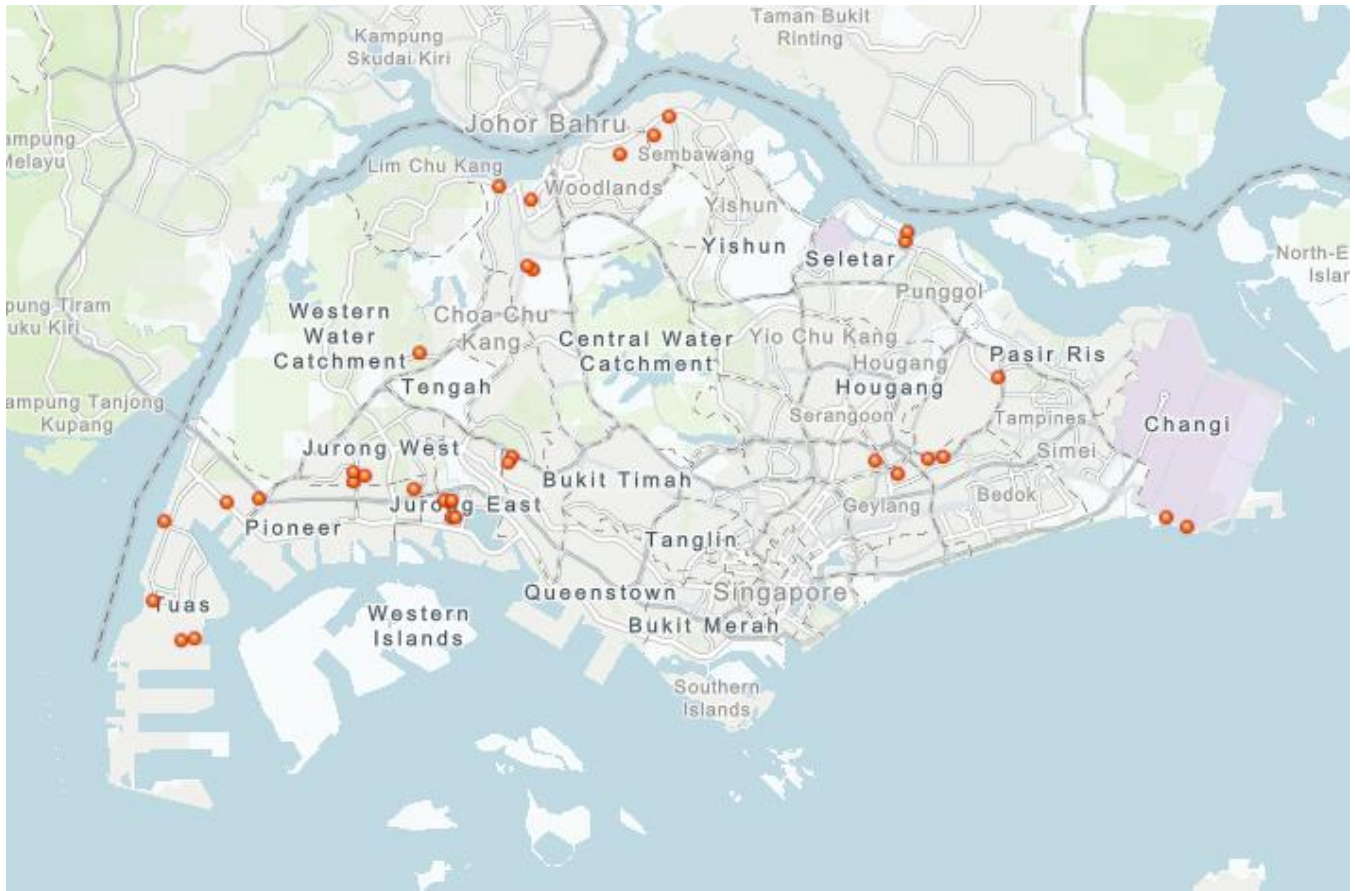 Taman Bukit
Rinting
Kampung
Skudai Kiri
Johor Bahru
ampung
Melayu
Lim Chu Kang
Sembawang
Woodlands
Yishun
Yishun
Seletar
North-E
Islan
Punggol
pung Tiram
uku Kiri
Western
Water
Catchment
Choa Chu
Kang
Central Water
Catchment
Yio Chu Kang
Hougang
Pasir Ris
Tengah
Hougang
ampung Tanjong
Kupang
Serangoon
Tampines
Changi
Jurong West
Simei
Bukit Timah
Jurong East
Geylang
Bedok
Pioneer
Tanglin
Queenstown
Singapore
Tuas
Western
Islands
Bukit Merah
Southern
Islands